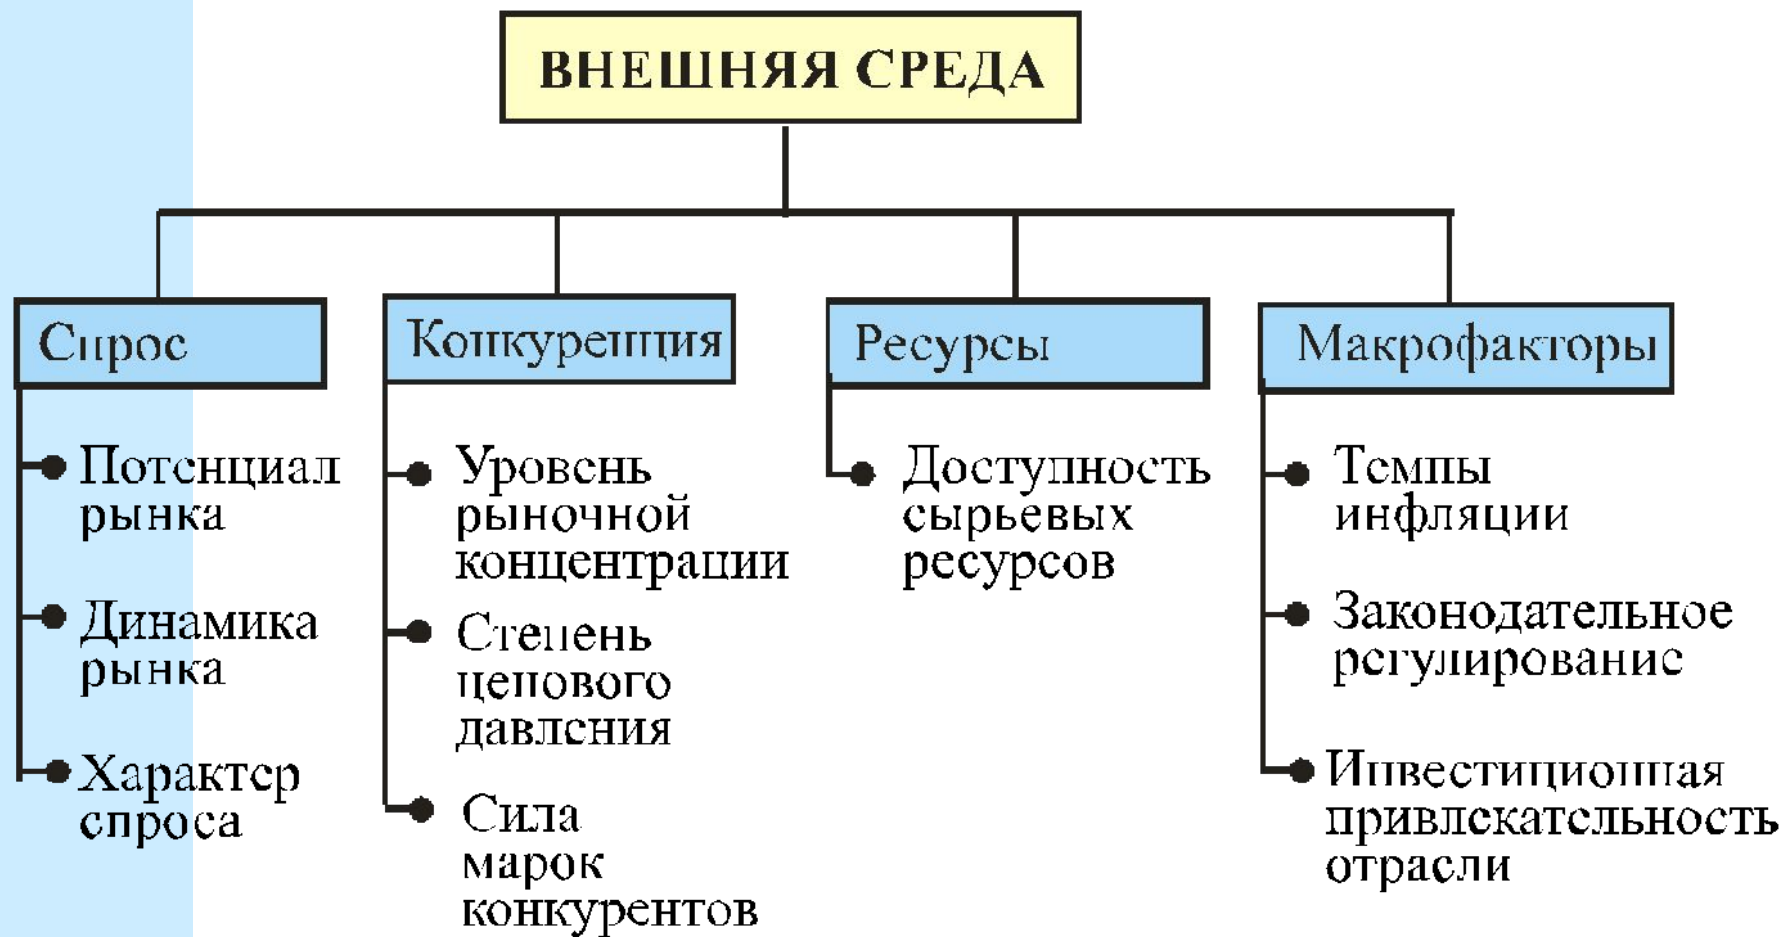 ВНЕШНЯЯ СРЕДА
Спрос
Потенциал
рынка
Динамика
рынка
Характер
спроса
Конкуренция
Уровень
рыночной
концентрации
Степень
ценового
давления
Сила
марок
конкурентов
Ресурсы
Доступность
сырьевых
ресурсов
Макрофакторы
Темпы
инфляции
Законодательное
регулирование
Инвестиционная
привлекательность
отрасли